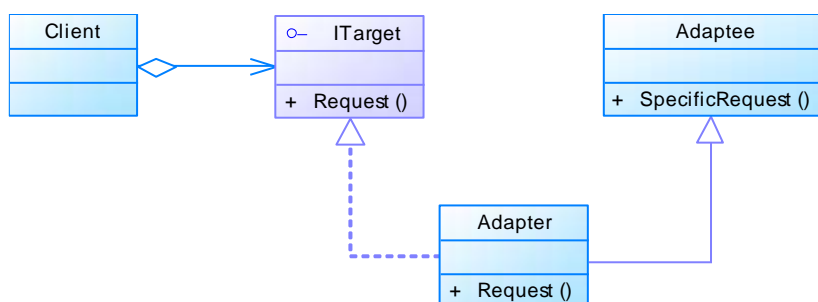 Client
ITarget
+ Request ()
Adaptee
+ SpecificRequest ()
Adapter
+ Request ()